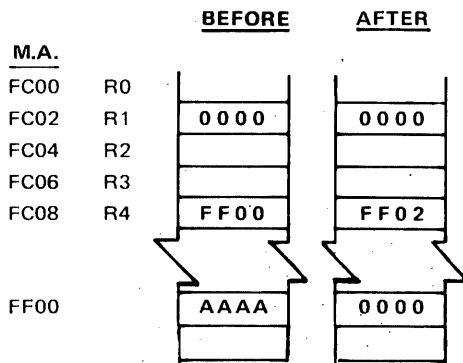 BEFORE AFTER
M.A.
FC00 R0
FC02 R1 0000 0000
FC04 R2
FC06 R3
FC08 R4 FF00 FF02
FF00 AAAA 0000